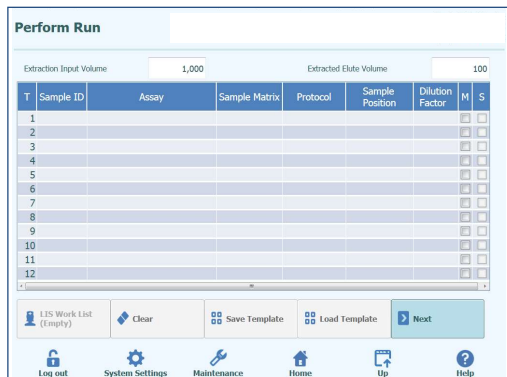 Perform Run
Extraction Input Volume 1,000 Extracted Elute Volume 100
T Sample ID Assay Sample Matrix Protocol Sample Position Dilution Factor M S
1
2
3
4
5
6
7
8
9
10
11
12
LIS Work List (Empty) Clear Save Template Load Template Next
Log out System Settings Maintenance Home Up Help